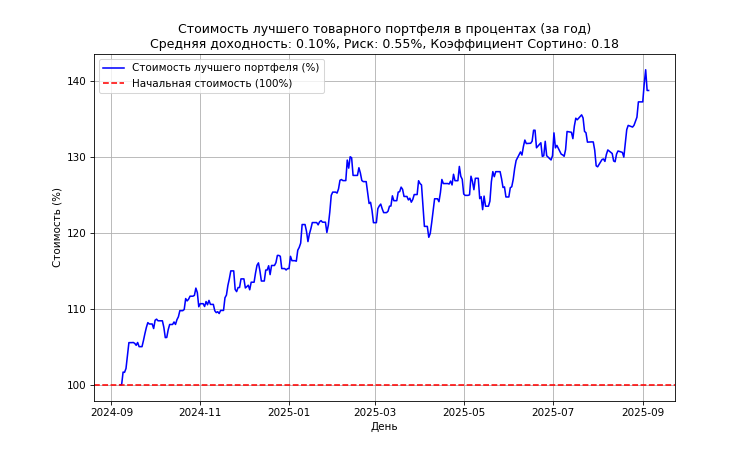 Стоимость лучшего товарного портфеля в процентах (за год)
Средняя доходность: 0.10%, Риск: 0.55%, Коэффициент Сортино: 0.18
Стоимость лучшего портфеля (%)
Начальная стоимость (100%)
Стоимость (%)
140
130
120
110
100
2024-09 2024-11 2025-01 2025-03 2025-05 2025-07 2025-09
День